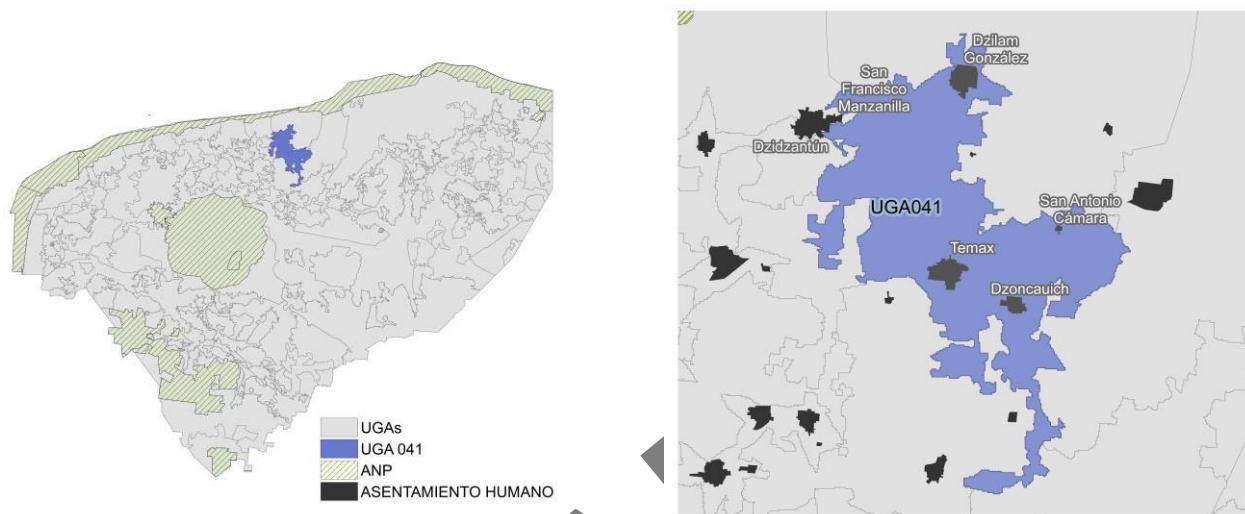 UGAs
UGA 041
ANP
ASENTAMIENTO HUMANO
Dzilam
González
San
Francisco
Manzanilla
Dzidzantún
UGA041
San Antonio
Cámara
Temax
Dzoncauich